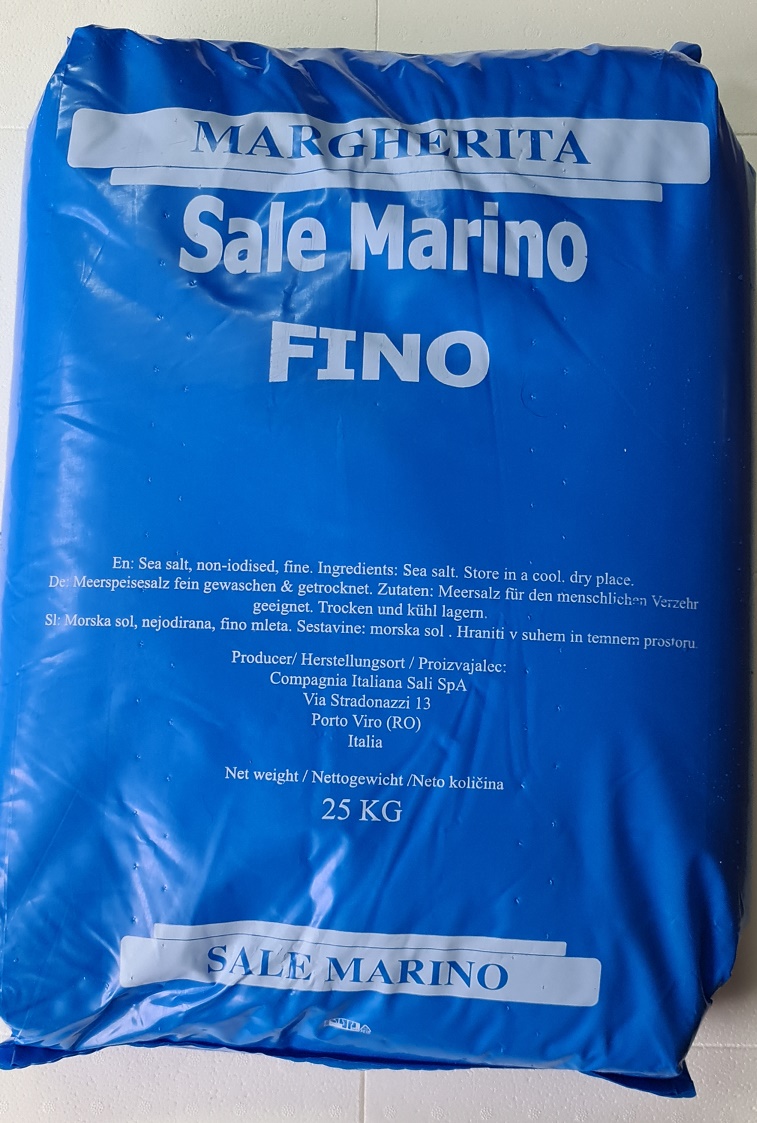 MARGHERITA
Sale Marino
FINO
En: Sea salt, non-iodised, fine. Ingredients: Sea salt. Store in a cool. dry place.
De: Meerspeisesalz fein gewaschen & getrocknet. Zutaten: Meersalz für den menschlichen Verzehr
geeignet. Trocken und kühl lagern.
Sl: Morska sol, nejodirana, fino mleta. Sestavine: morska sol . Hraniti v suhem in temnem prostoru.
Producer/ Herstellungsort / Proizvajalec:
Compagnia Italiana Sali SpA
Via Stradonazzi 13
Porto Viro (RO)
Italia
Net weight / Nettogewicht /Neto količina
25 KG
SALE MARINO